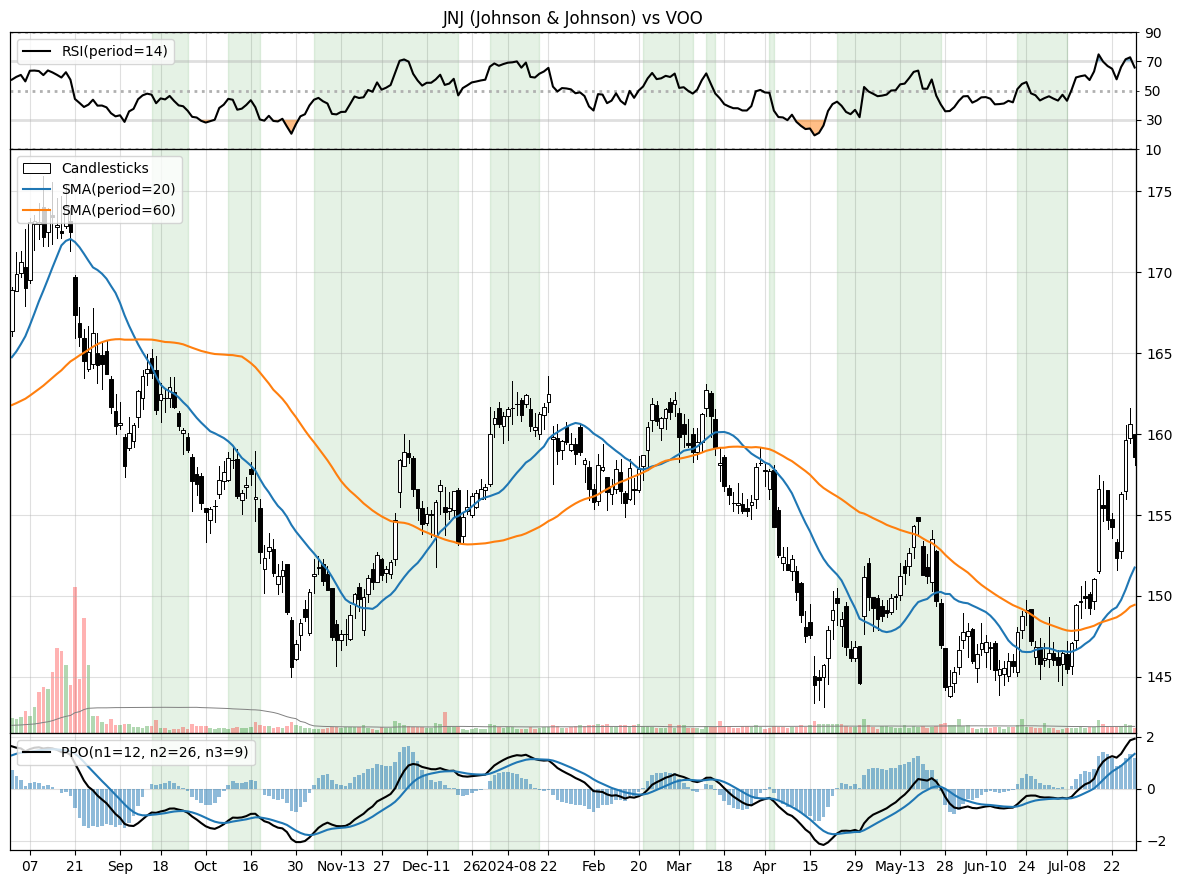 JNJ (Johnson & Johnson) vs VOO
RSI(period=14)
90
70
50
30
10
Candlesticks
SMA(period=20)
SMA(period=60)
175
170
165
160
155
150
145
PPO(n1=12, n2=26, n3=9)
2
0
−2
07 21 Sep 18 Oct 16 30 Nov-13 27 Dec-11 26 2024-08 22 Feb 20 Mar 18 Apr 15 29 May-13 28 Jun-10 24 Jul-08 22